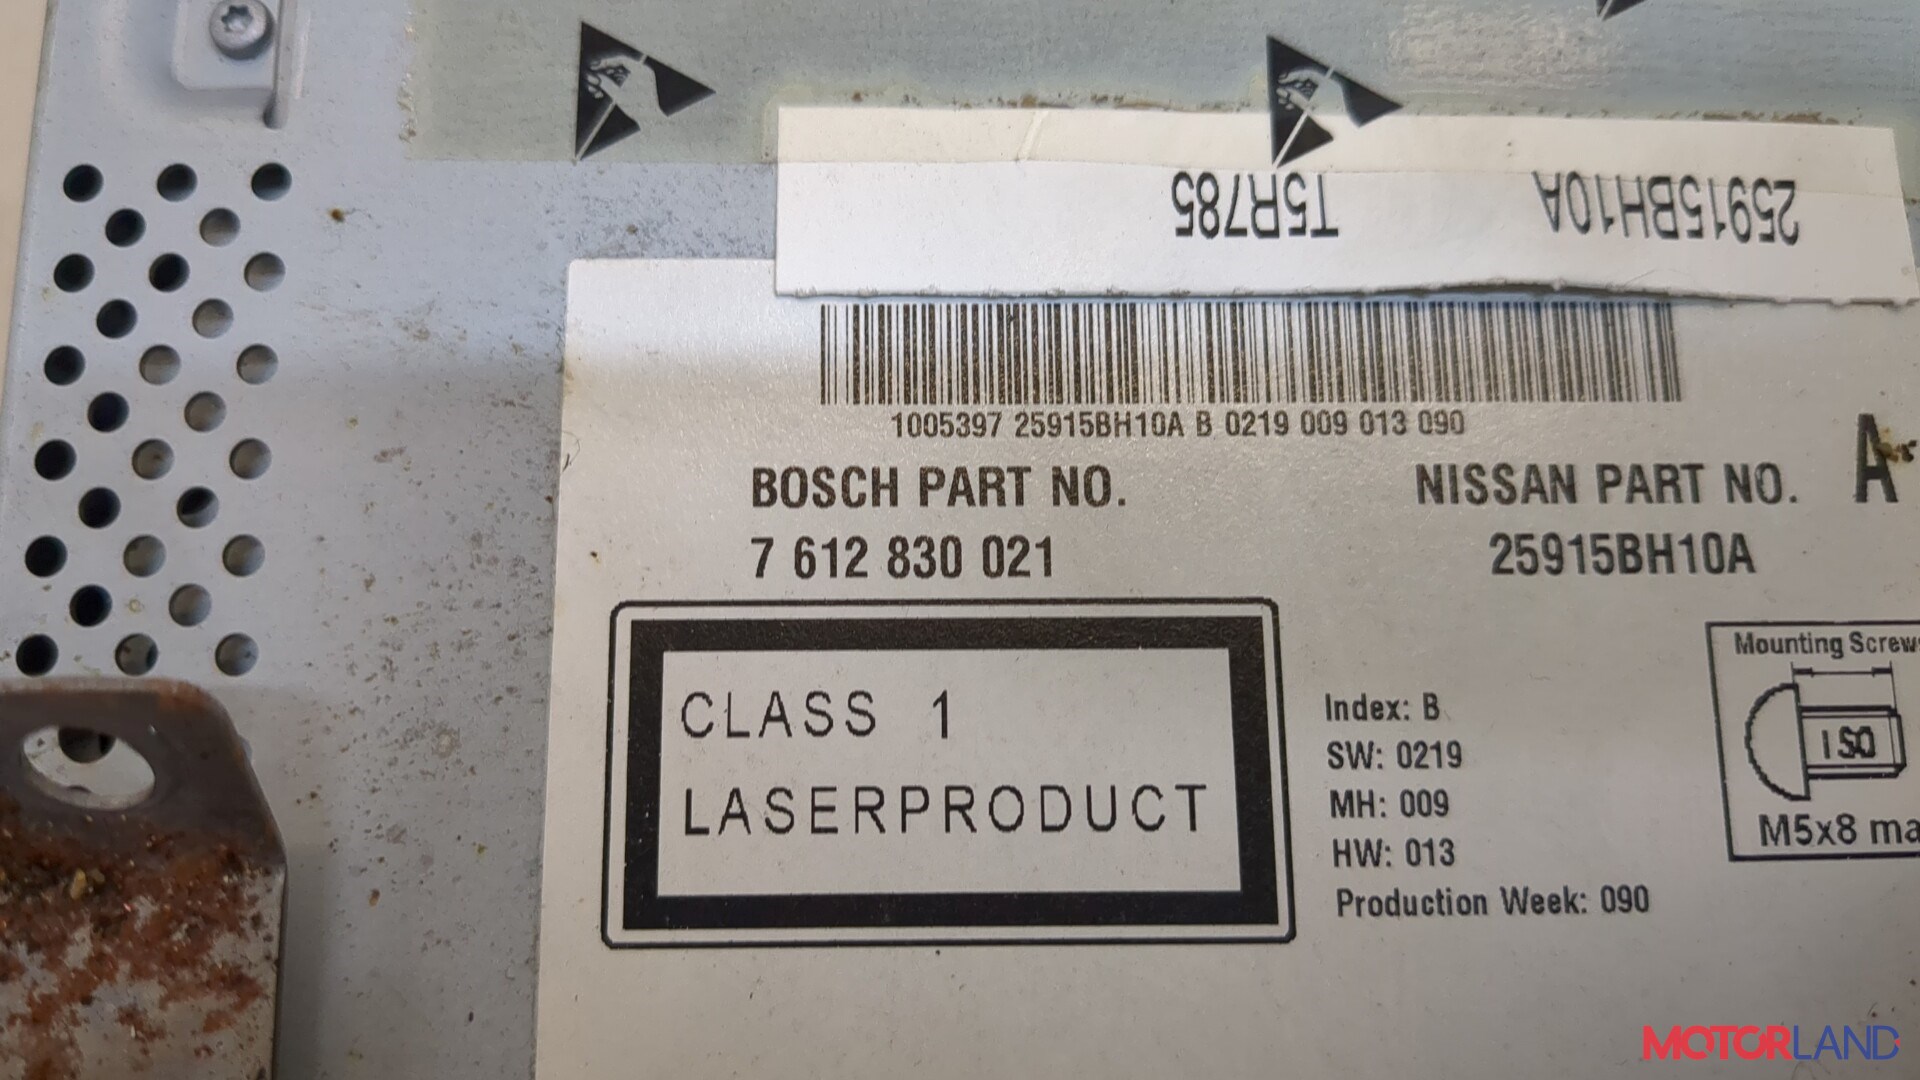 25915BH10A T5R785
1005397 25915BH10A B 0219 009 013 090
BOSCH PART NO.
7 612 830 021
NISSAN PART NO.
25915BH10A
A
CLASS 1
LASERPRODUCT
Index: B
SW: 0219
MH: 009
HW: 013
Production Week: 090
Mounting Screws
ISO
M5x8 ma
MOTORLAND